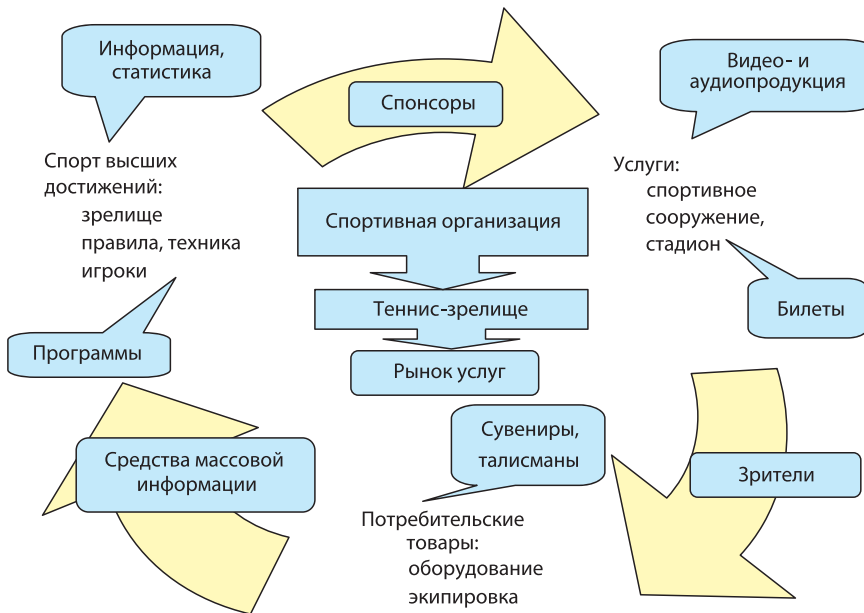 Информация,
статистика
Спонсоры
Видео- и
аудиопродукция
Спорт высших
достижений:
зрелище
правила, техника
игроки
Спортивная организация
Услуги:
спортивное
сооружение,
стадион
Теннис-зрелище
Билеты
Программы
Рынок услуг
Средства массовой
информации
Сувениры,
талисманы
Зрители
Потребительские
товары:
оборудование
экипировка